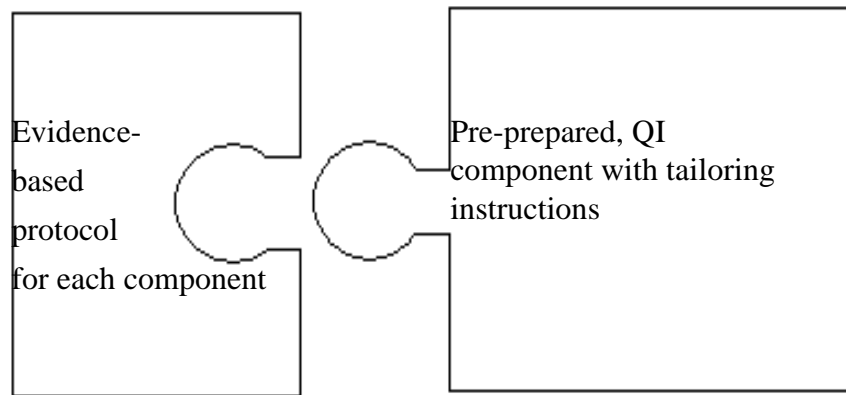 Evidence-
based
protocol
for each component
Pre-prepared, QI
component with tailoring
instructions